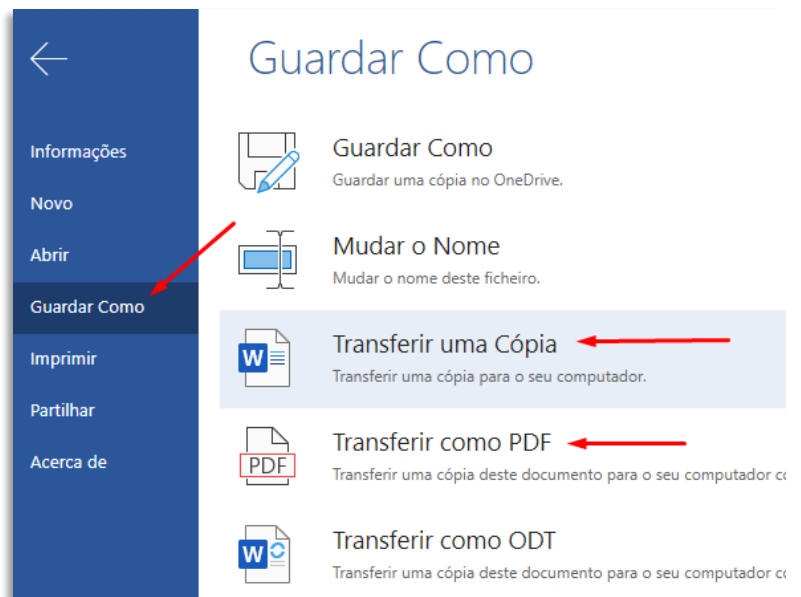 Guardar Como
Informações
Novo
Abrir
Guardar Como
Imprimir
Partilhar
Acerca de
Guardar Como
Guardar uma cópia no OneDrive.
Mudar o Nome
Mudar o nome deste ficheiro.
W
Transferir uma Cópia
Transferir uma cópia para o seu computador.
PDF
Transferir como PDF
Transferir uma cópia deste documento para o seu computador
W
Transferir como ODT
Transferir uma cópia deste documento para o seu computador